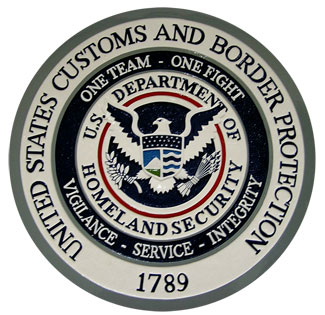 UNITED STATES CUSTOMS AND BORDER PROTECTION
1789
ONE TEAM - ONE FIGHT
VIGILANCE - SERVICE - INTEGRITY
U.S. DEPARTMENT OF
HOMELAND SECURITY